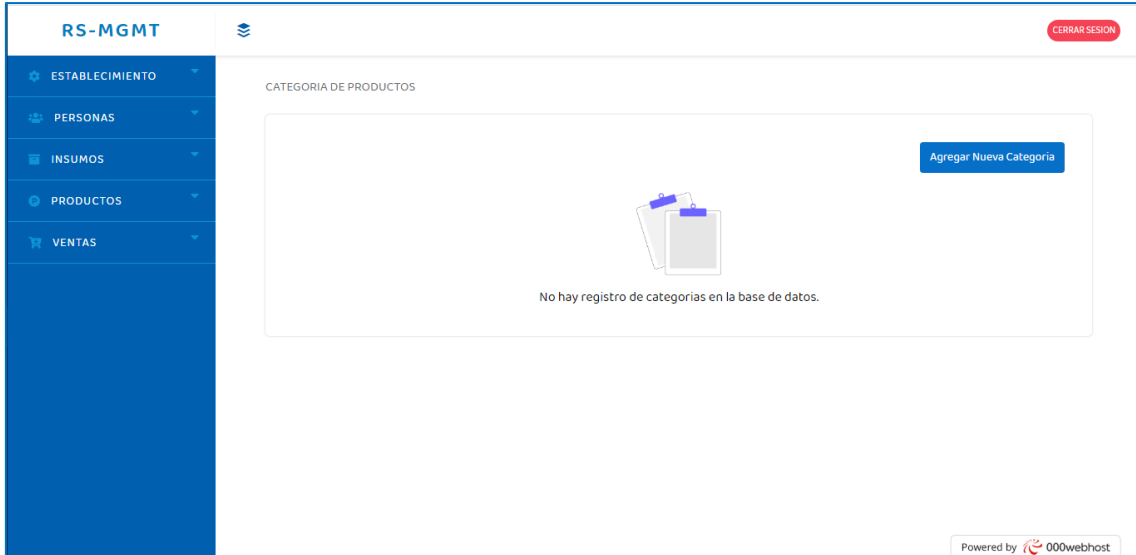 RS-MGMT
CERRAR SESION
ESTABLECIMIENTO
PERSONAS
INSUMOS
PRODUCTOS
VENTAS
CATEGORIA DE PRODUCTOS
Agregar Nueva Categoria
No hay registro de categorias en la base de datos.
Powered by 000webhost